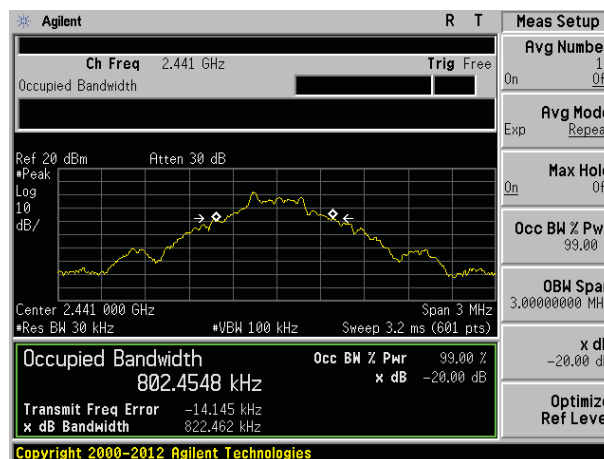 Agilent R T Meas Setup
Ch Freq 2.441 GHz Trig Free
Occupied Bandwidth
Ref 20 dBm Atten 30 dB
#Peak
Log
10
dB/
Center 2.441 000 GHz Span 3 MHz
#Res BW 30 kHz #VBW 100 kHz Sweep 3.2 ms (601 pts)
Occupied Bandwidth
802.4548 kHz
Occ BW % Pwr 99.00 %
x dB -20.00 dB
Transmit Freq Error -14.145 kHz
x dB Bandwidth 822.462 kHz
Avg Number
1
On Of
Avg Mode
Exp Repea
Max Hol
On Of
Occ BW % Pw
99.00
OBW Spa
3.00000000 MH
x d
-20.00 d
Optimiz
Ref Leve
Copyright 2000-2012 Agilent Technologies